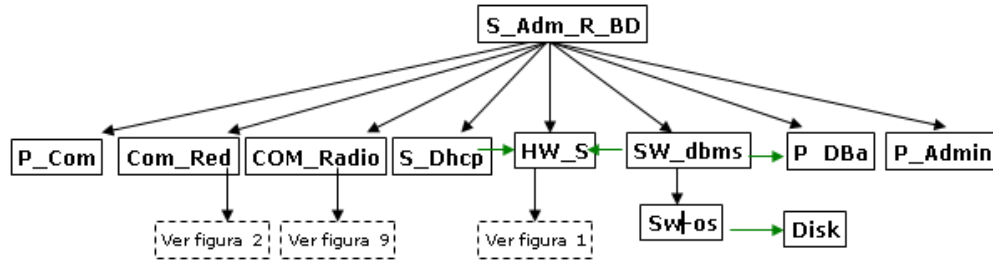 S_Adm_R_BD
P_Com
Com_Red
COM_Radio
S_Dhcp
HW_S
SW_dbms
P_DBa
P_Admin
Ver figura 2
Ver figura 9
Ver figura 1
Sw-os
Disk